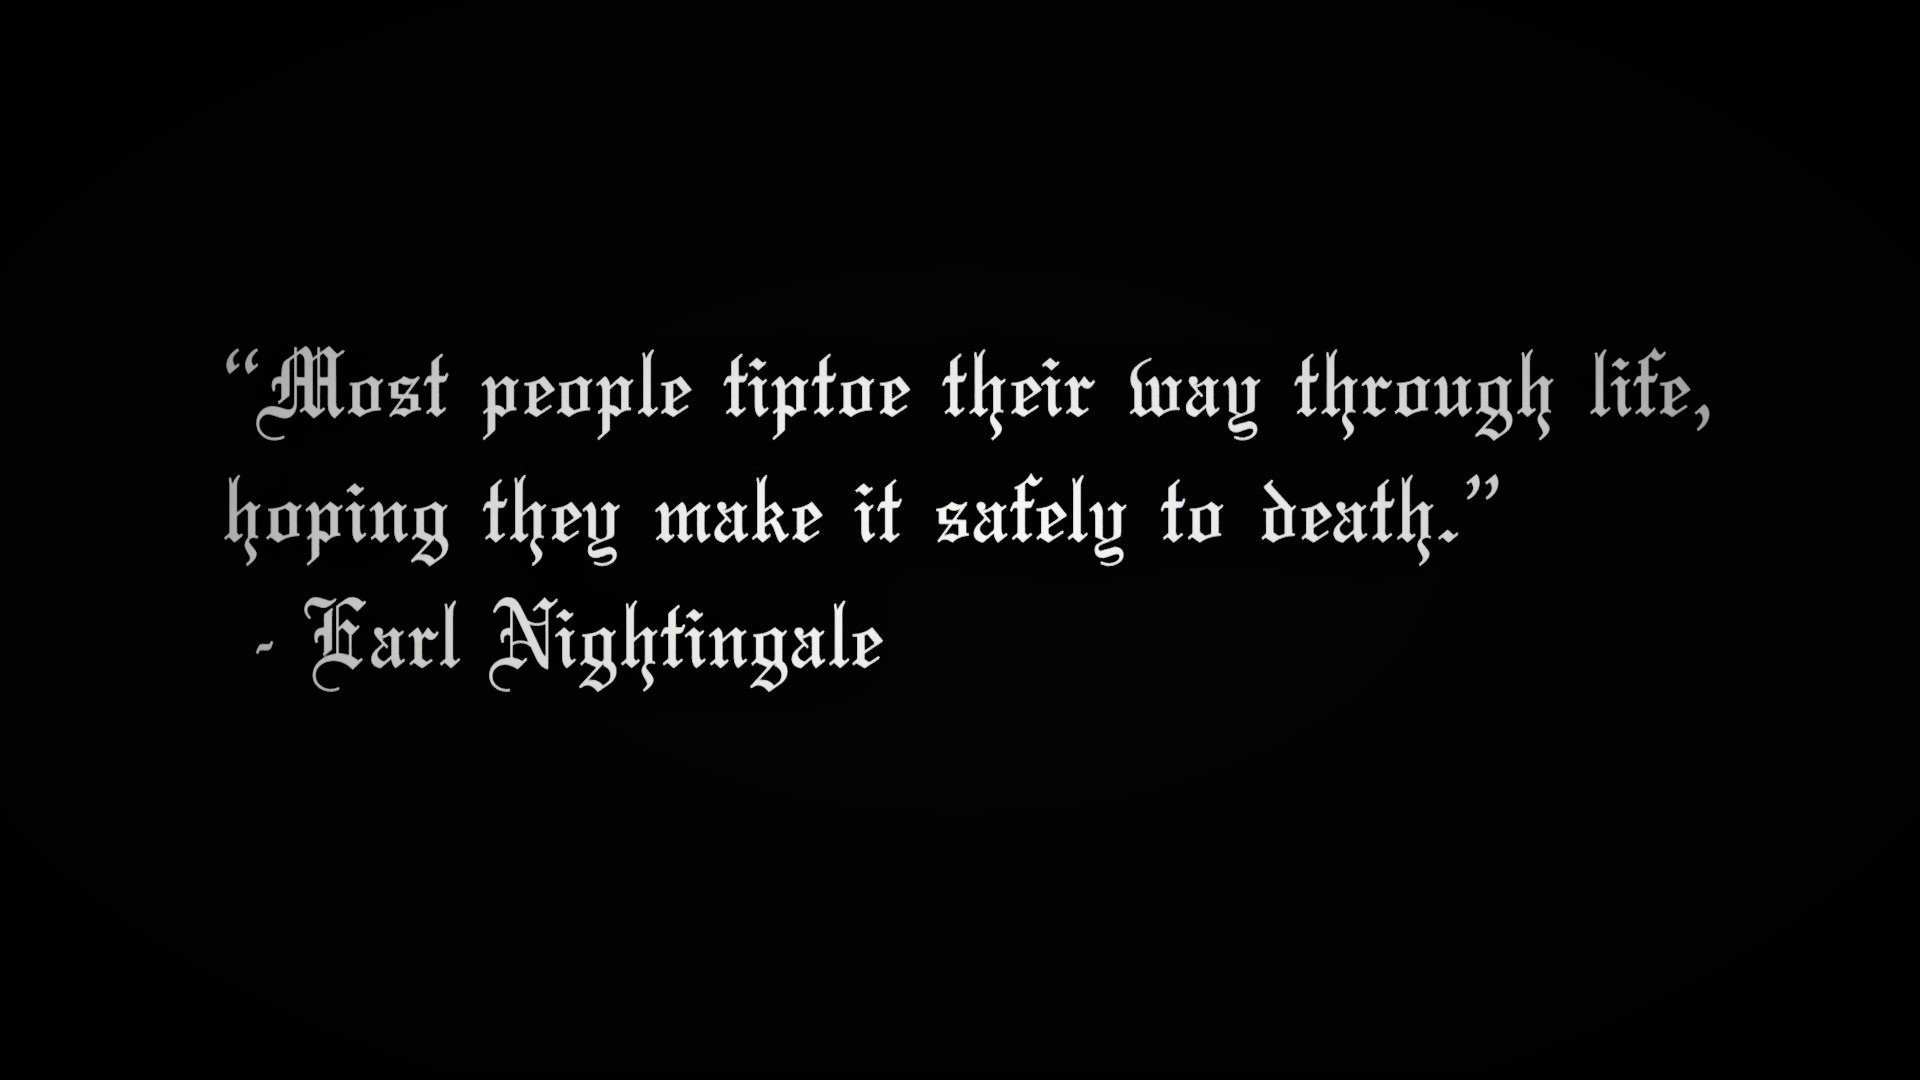 “Most people tiptoe their way through life,
hoping they make it safely to death.”
- Earl Nightingale